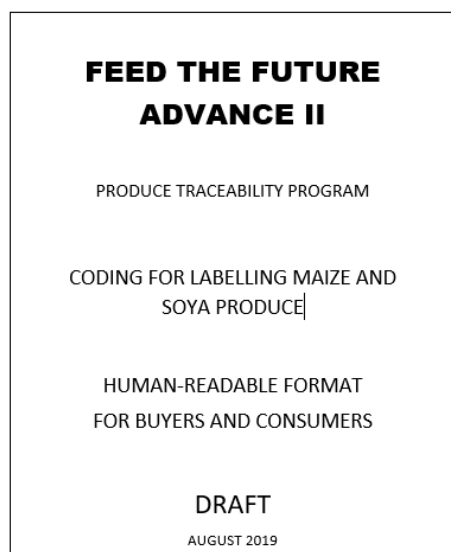 FEED THE FUTURE
ADVANCE II
PRODUCE TRACEABILITY PROGRAM
CODING FOR LABELLING MAIZE AND
SOYA PRODUCE
HUMAN-READABLE FORMAT
FOR BUYERS AND CONSUMERS
DRAFT
AUGUST 2019